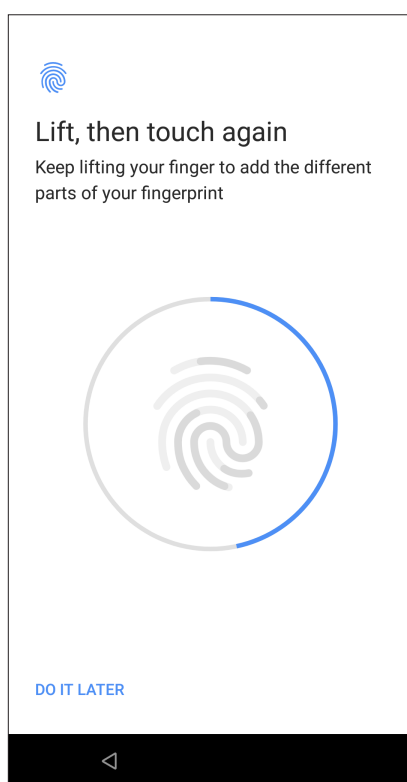 Lift, then touch again
Keep lifting your finger to add the different
parts of your fingerprint
DO IT LATER